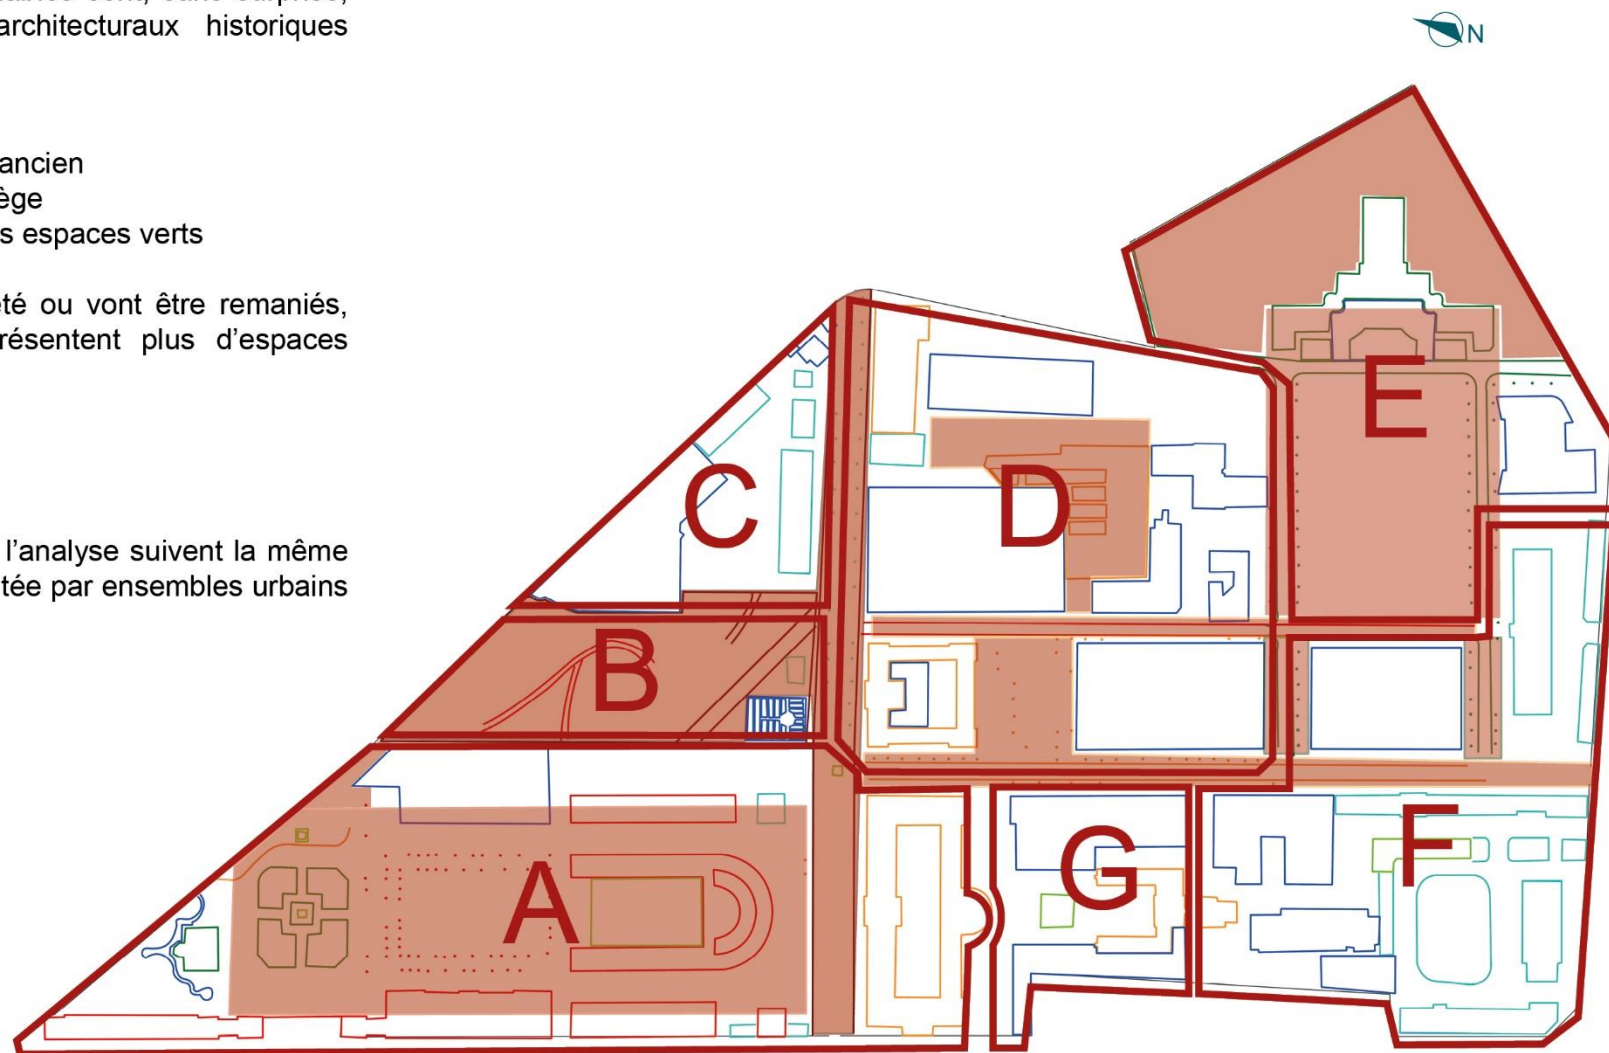 architecturaux historiques
ancien
s espaces verts
été ou vont être remaniés,
résentent plus d'espaces
l'analyse suivent la même
tée par ensembles urbains
N
E
C
D
B
A
G
F